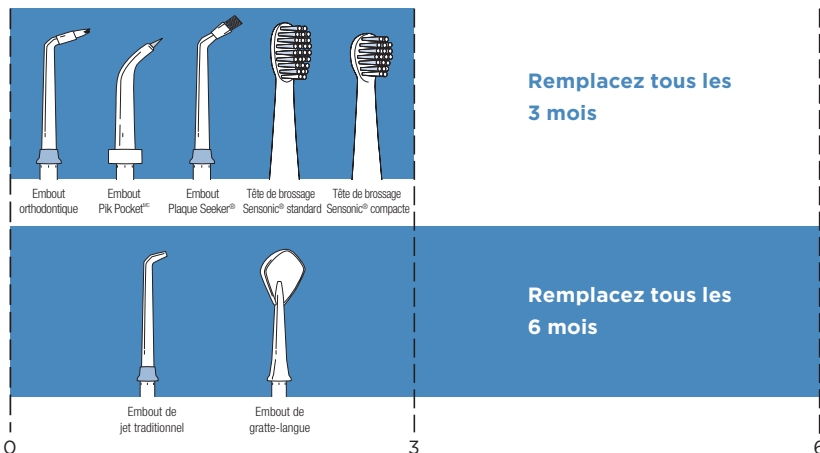 Remplacez tous les
3 mois
Embout
orthodontique
Embout
Pik Pocket^MC
Embout
Plaque Seeker®
Tête de brossage
Sensonic® standard
Tête de brossage
Sensonic® compacte
Remplacez tous les
6 mois
Embout de
jet traditionnel
Embout de
gratte-langue
0
3
6